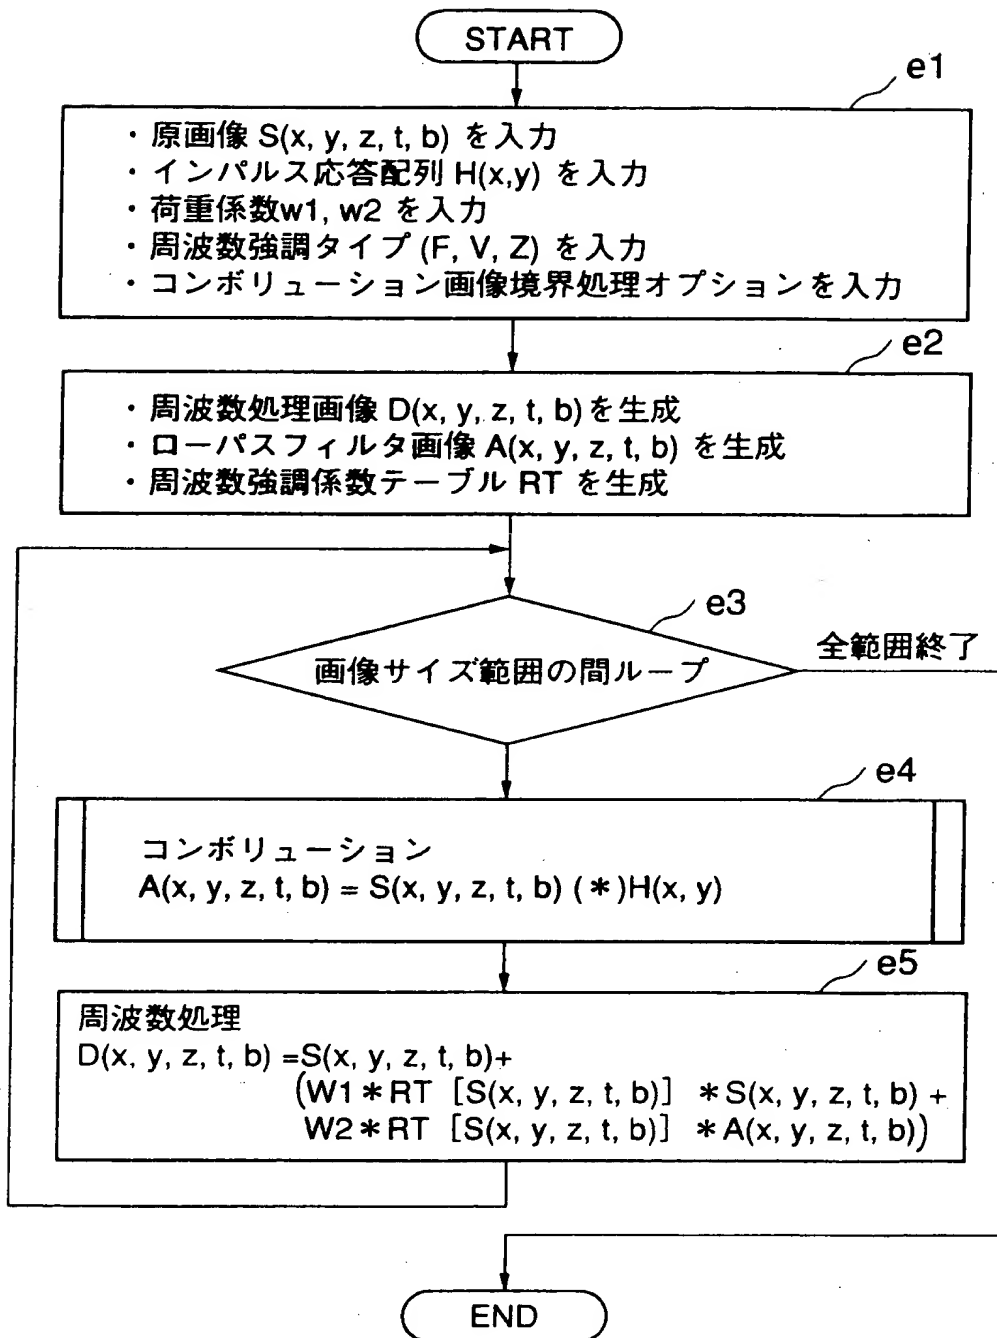 START
e1
・原画像 S(x, y, z, t, b) を入力
・インパルス応答配列 H(x,y) を入力
・荷重係数w1, w2 を入力
・周波数強調タイプ (F, V, Z) を入力
・コンボリューション画像境界処理オプションを入力
e2
・周波数処理画像 D(x, y, z, t, b)を生成
・ローパスフィルタ画像 A(x, y, z, t, b) を生成
・周波数強調係数テーブル RT を生成
e3
全範囲終了
画像サイズ範囲の間ループ
e4
コンボリューション
A(x, y, z, t, b) = S(x, y, z, t, b) (*)H(x, y)
e5
周波数処理
D(x, y, z, t, b) =S(x, y, z, t, b)+
(W1*RT [S(x, y, z, t, b)] *S(x, y, z, t, b) +
W2*RT [S(x, y, z, t, b)] *A(x, y, z, t, b))
END